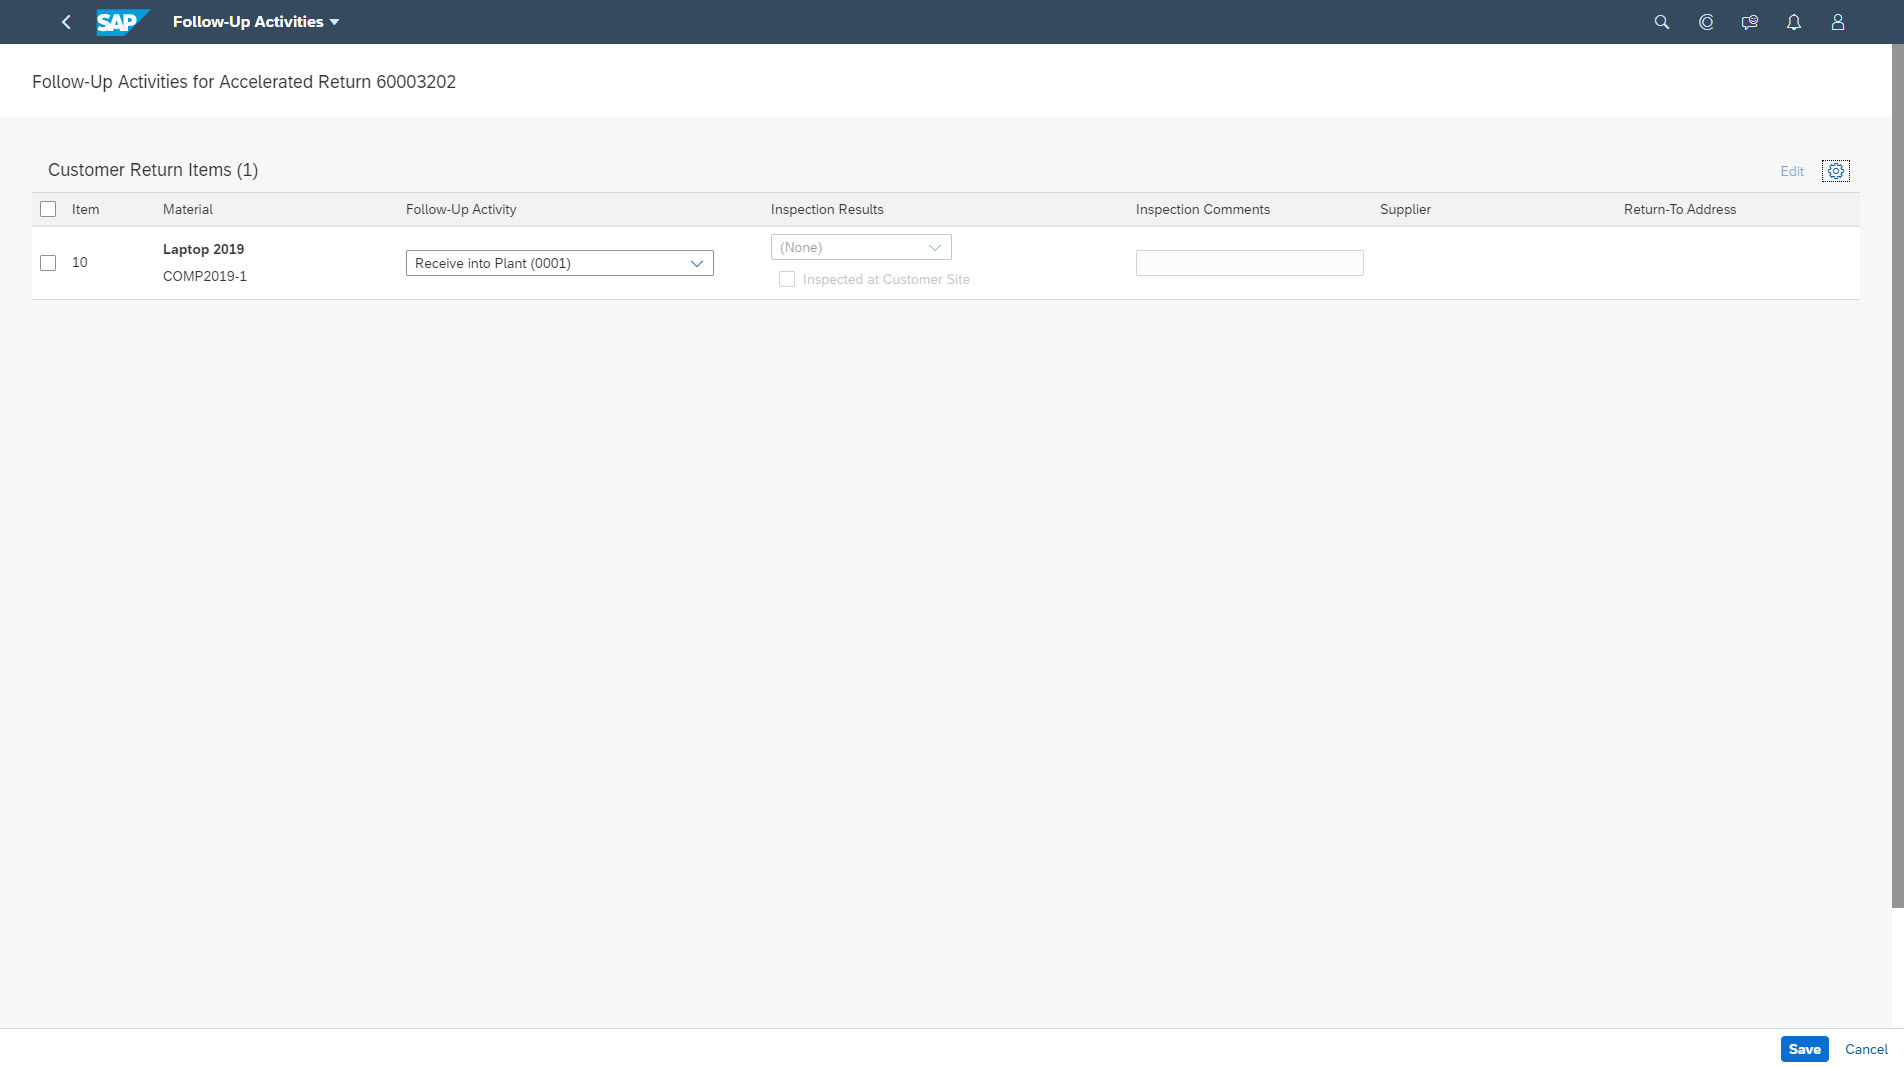 SAP Follow-Up Activities
Follow-Up Activities for Accelerated Return 60003202
Customer Return Items (1) Edit
Item Material Follow-Up Activity Inspection Results Inspection Comments Supplier Return-To Address
10 Laptop 2019 Receive into Plant (0001) (None)
COMP2019-1 Inspected at Customer Site
Save Cancel